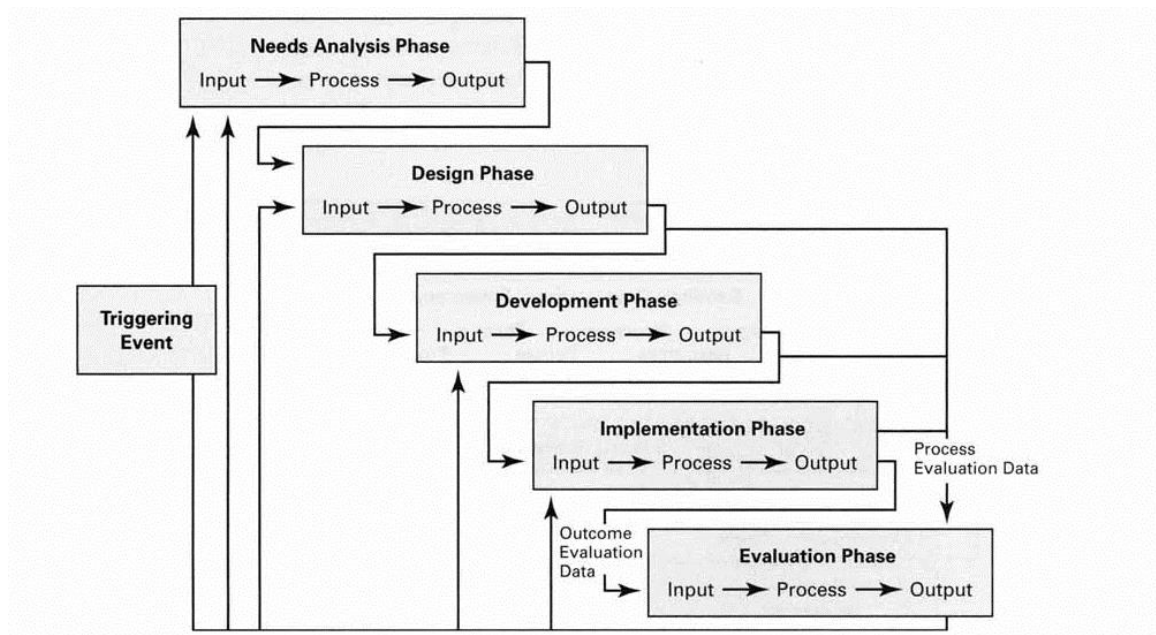 Needs Analysis Phase
Input Process Output
Design Phase
Input Process Output
Triggering
Event
Development Phase
Input Process Output
Implementation Phase
Input Process Output
Process
Evaluation Data
Outcome
Evaluation
Data
Evaluation Phase
Input Process Output